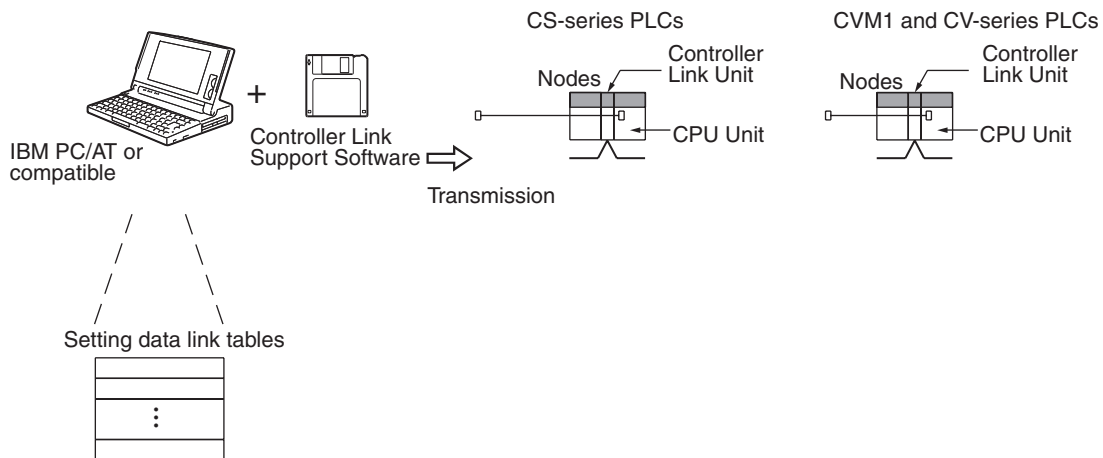 CS-series PLCs
CVM1 and CV-series PLCs
Controller
Link Unit
Nodes
CPU Unit
Controller
Link Unit
Nodes
CPU Unit
+
IBM PC/AT or
compatible
Controller Link
Support Software
Transmission
Setting data link tables